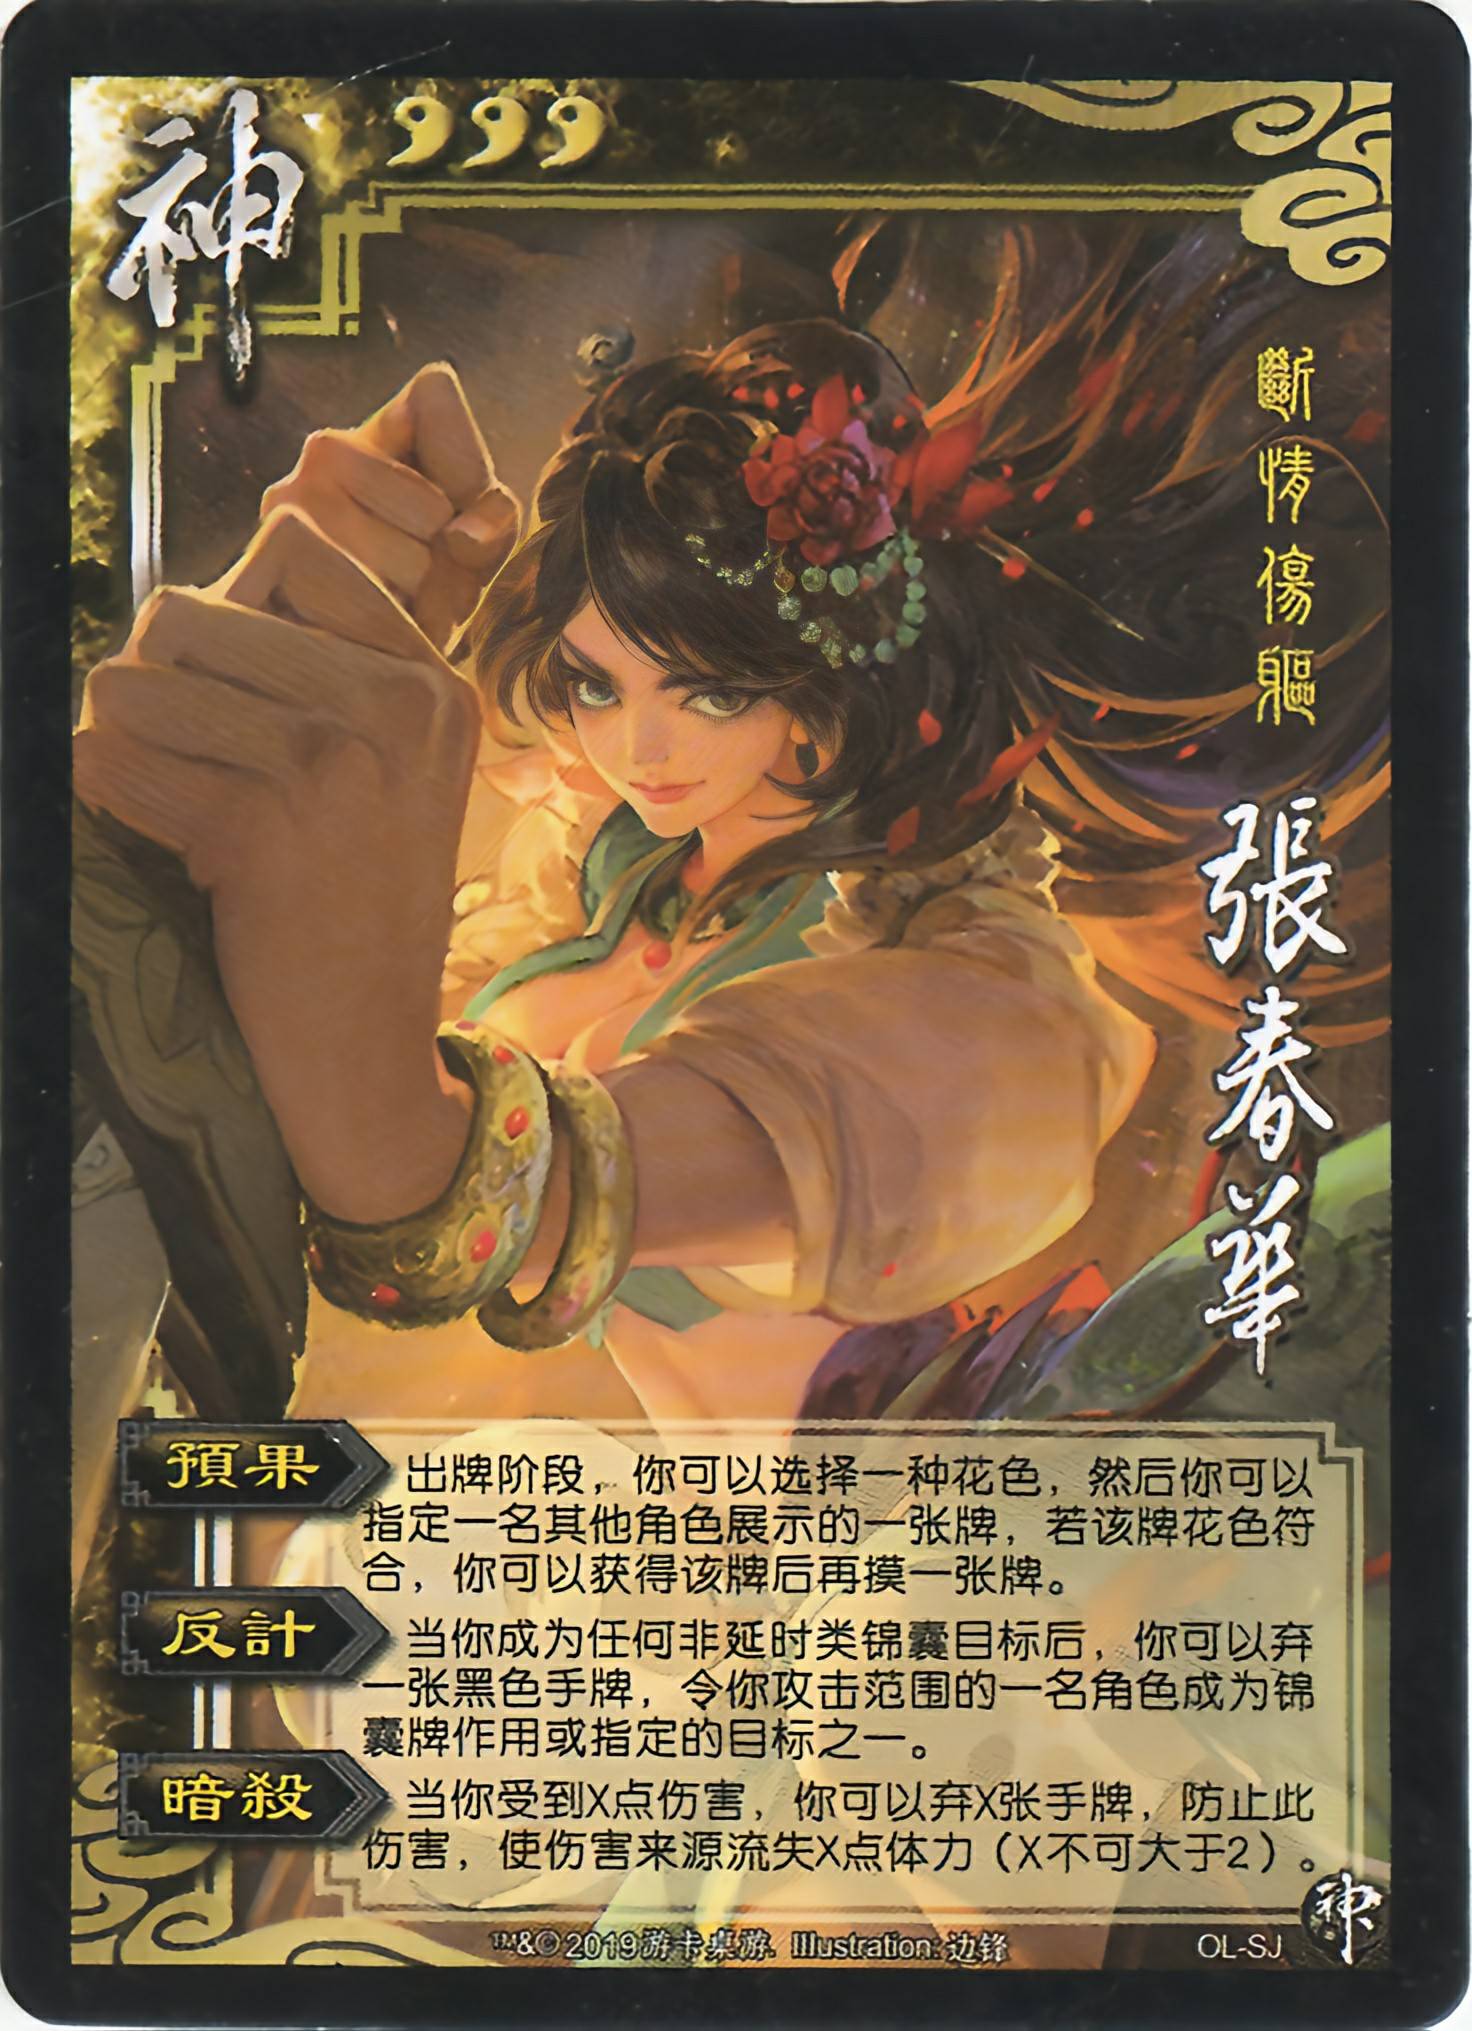 神
斷情傷軀
張春華
預果
出牌阶段，你可以选择一种花色，然后你可以
指定一名其他角色展示的一张牌，若该牌花色符
合，你可以获得该牌后再摸一张牌。
反計
当你成为任何非延时类锦囊目标后，你可以弃
一张黑色手牌，令你攻击范围的一名角色成为锦
囊牌作用或指定的目标之一。
暗殺
当你受到X点伤害，你可以弃X张手牌，防止此
伤害，使伤害来源流失X点体力（X不可大于2）。
™&© 2019游卡桌游. Illustration: 边锋
OL-SJ
神